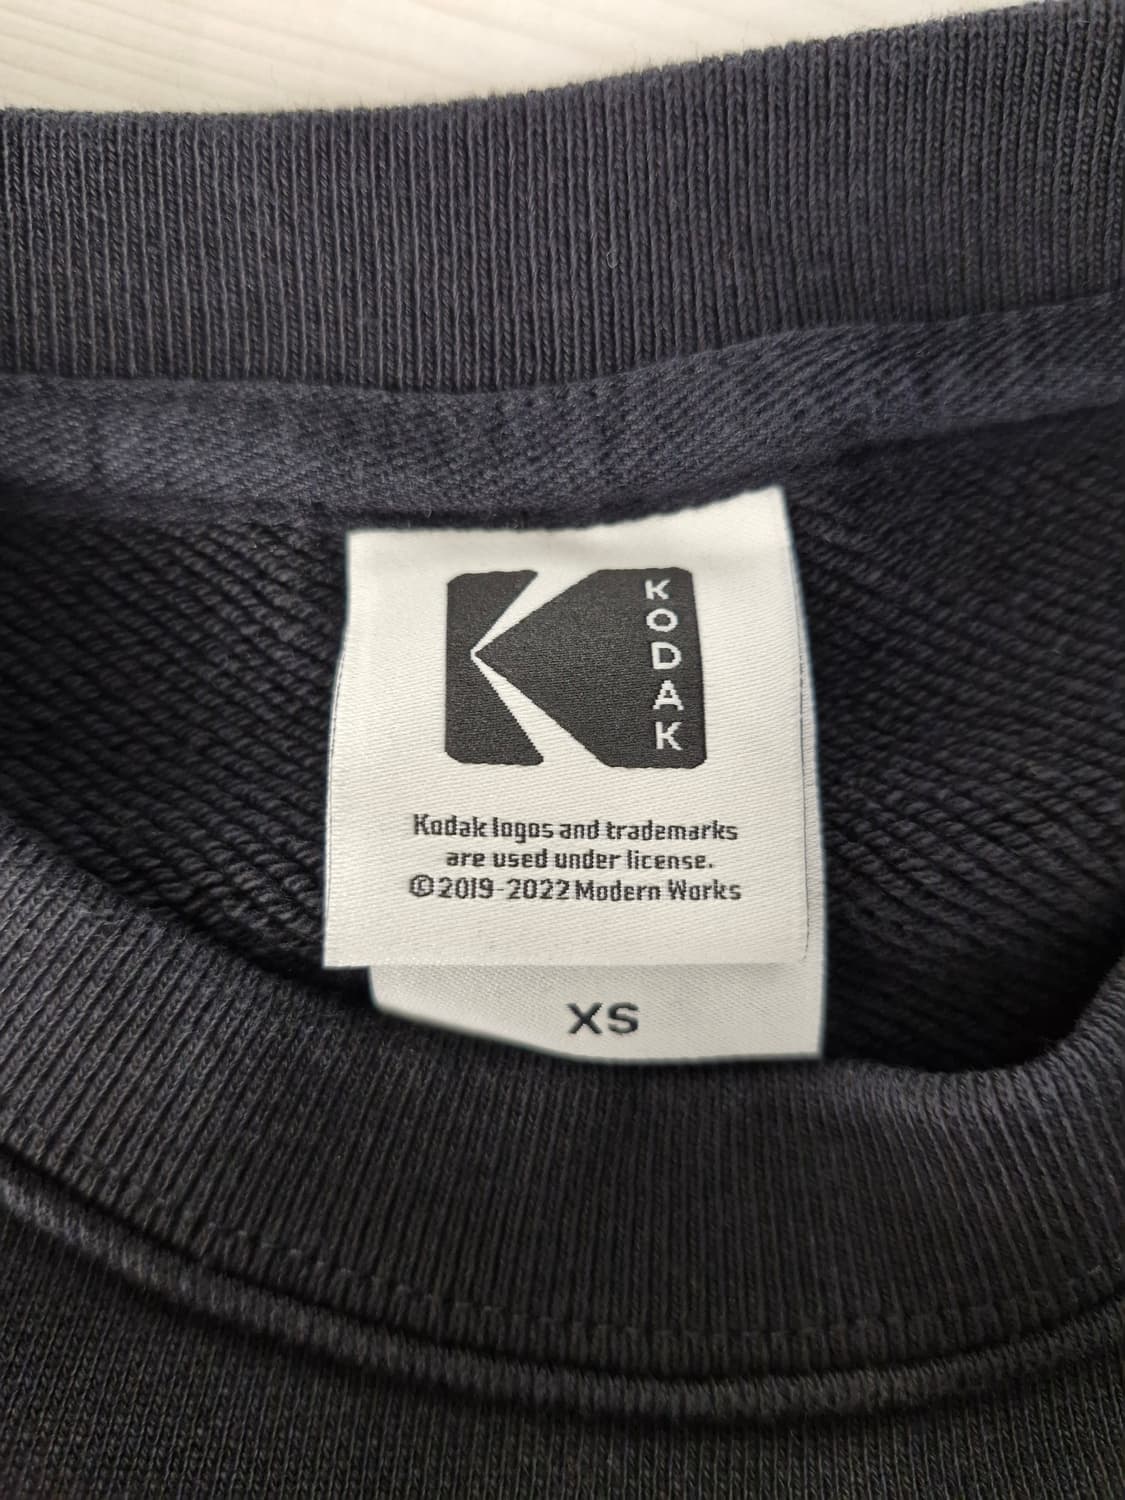 KODAK
Kodak logos and trademarks
are used under license.
©2019-2022 Modern Works
XS